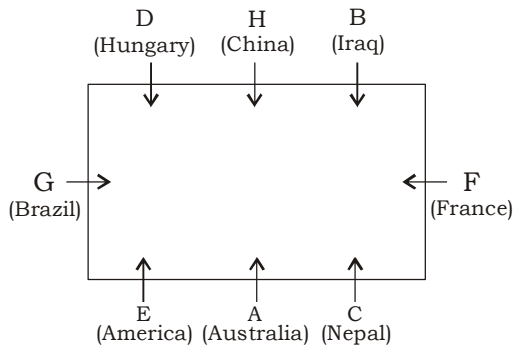 D H B
(Hungary) (China) (Iraq)
G F
(Brazil) (France)
E A C
(America) (Australia) (Nepal)